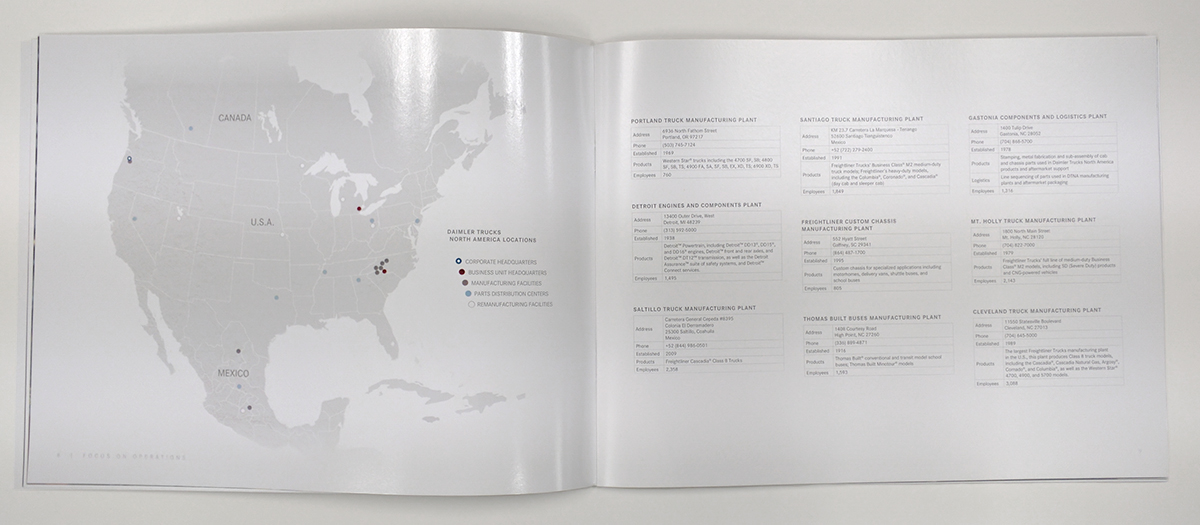 CANADA
U.S.A.
MEXICO
DAIMLER TRUCKS
NORTH AMERICA LOCATIONS
CORPORATE HEADQUARTERS
BUSINESS UNIT HEADQUARTERS
MANUFACTURING FACILITIES
PARTS DISTRIBUTION CENTERS
REMANUFACTURING FACILITIES
FOCUS ON OPERATIONS
PORTLAND TRUCK MANUFACTURING PLANT
Address 6936 North Fathom Street
Portland, OR 97217
Phone (503) 745-7124
Established 1969
Products Western Star® trucks including the 4700 SF, SB, 4800
SF, SB, TS, 4900 FA, SA, SF, SB, EX, XD, TS, 6900 XD, TS
Employees 760
DETROIT ENGINES AND COMPONENTS PLANT
Address 13400 Outer Drive, West
Detroit, MI 48239
Phone (313) 592-5000
Established 1938
Products Detroit™ Powertrain, including Detroit™ DD13®, DD15®,
and DD16® engines, Detroit™ front and rear axles, and
Detroit™ DT12™ transmission, as well as the Detroit
Assurance™ suite of safety systems, and Detroit™
Connect services.
Employees
SALTILLO TRUCK MANUFACTURING PLANT
Address Carretera General Cepeda
Colonia El Derramadero
25300 Saltillo, Coahuila
Mexico
Phone +52 (844) 986-0501
Established 2009
Products Freightliner Cascadia® Class 8 Trucks
Employees 2,358
SANTIAGO TRUCK MANUFACTURING PLANT
Address KM 23.7 Carretera La Marquesa - Tenango
52600 Santiago-Tianguistenco
Mexico
Phone +52 (722) 279-2400
Established 1991
Products Freightliner Trucks' Business Class® M2 medium-duty
truck models; Freightliner's heavy-duty models,
including the Columbia®, Coronado®, and Cascadia®
(day cab and sleeper cab)
Employees 1,849
FREIGHTLINER CUSTOM CHASSIS
MANUFACTURING PLANT
Address 552 Hyatt Street
Gaffney, SC 29341
Phone (864) 487-1700
Established 1995
Products Custom chassis for specialized applications including
motorhomes, delivery vans, shuttle buses, and
school buses
Employees 805
THOMAS BUILT BUSES MANUFACTURING PLANT
Address 1408 Courtesy Road
High Point, NC 27260
Phone (336) 889-4871
Established 1916
Products Thomas Built® conventional and transit model school
buses; Thomas Built Minotour® models
Employees 1,585
GASTONIA COMPONENTS AND LOGISTICS PLANT
Address 1400 Tulip Drive
Gastonia, NC 28052
Phone (704) 868-5700
Established 1978
Products Stamping, metal fabrication and sub-assembly of cab
and chassis parts used in Daimler Trucks North America
products and aftermarket support
Logistics Line sequencing of parts used in DTNA manufacturing
plants and aftermarket packaging
Employees 1,216
MT. HOLLY TRUCK MANUFACTURING PLANT
Address 1800 North Main Street
Mt. Holly, NC 28120
Phone (704) 822-7000
Established 1979
Products Freightliner Trucks' full line of medium-duty Business
Class® M2 models, including SD (Severe Duty) products
and CNG-powered vehicles
Employees
CLEVELAND TRUCK MANUFACTURING PLANT
Address 11550 Statesville Boulevard
Cleveland, NC 27013
Phone (704) 645-5000
Established 1989
Products The largest Freightliner Trucks manufacturing plant
in the U.S., this plant produces Class 8 truck models,
including the Cascadia®, Cascadia Natural Gas, Argosy®,
Coronado®, and Columbia®, as well as the Western Star®
4700, 4900, and 5700 models
Employees